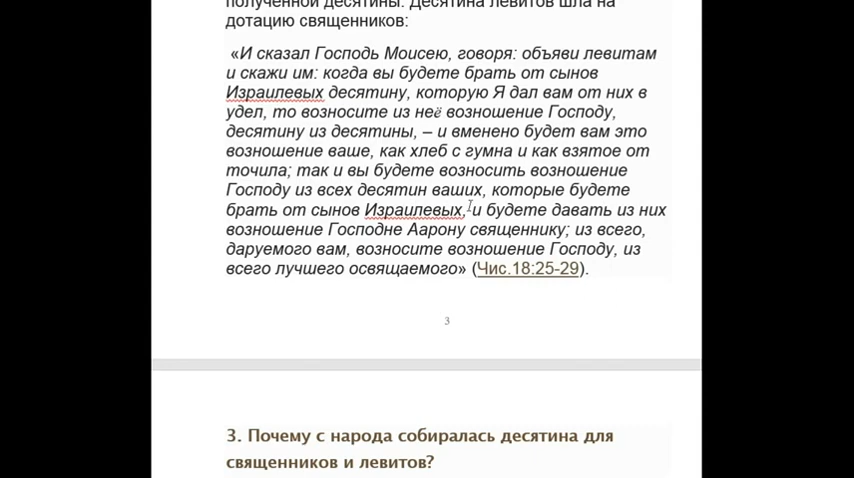 полученной десятины. Десятина левитов шла на
дотацию священников:
«И сказал Господь Моисею, говоря: объяви левитам
и скажи им: когда вы будете брать от сынов
Израилевых десятину, которую Я дал вам от них в
удел, то возносите из неё возношение Господу,
десятину из десятины, – и вменено будет вам это
возношение ваше, как хлеб с гумна и как взятое от
точила; так и вы будете возносить возношение
Господу из всех десятин ваших, которые будете
брать от сынов Израилевых, и будете давать из них
возношение Господне Аарону священнику; из всего,
даруемого вам, возносите возношение Господу, из
всего лучшего освящаемого» (Чис.18:25-29).
3
3. Почему с народа собиралась десятина для
священников и левитов?